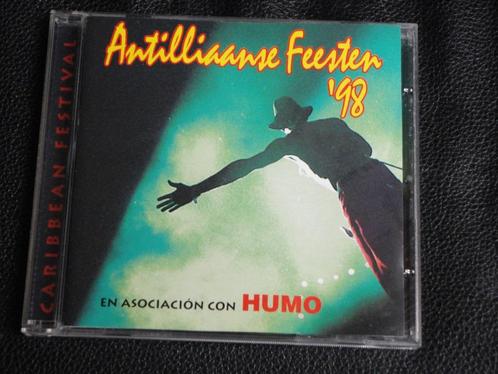 Antilliaanse Feesten
'98
CARIBBEAN FESTIVAL
EN ASOCIACIÓN CON HUMO